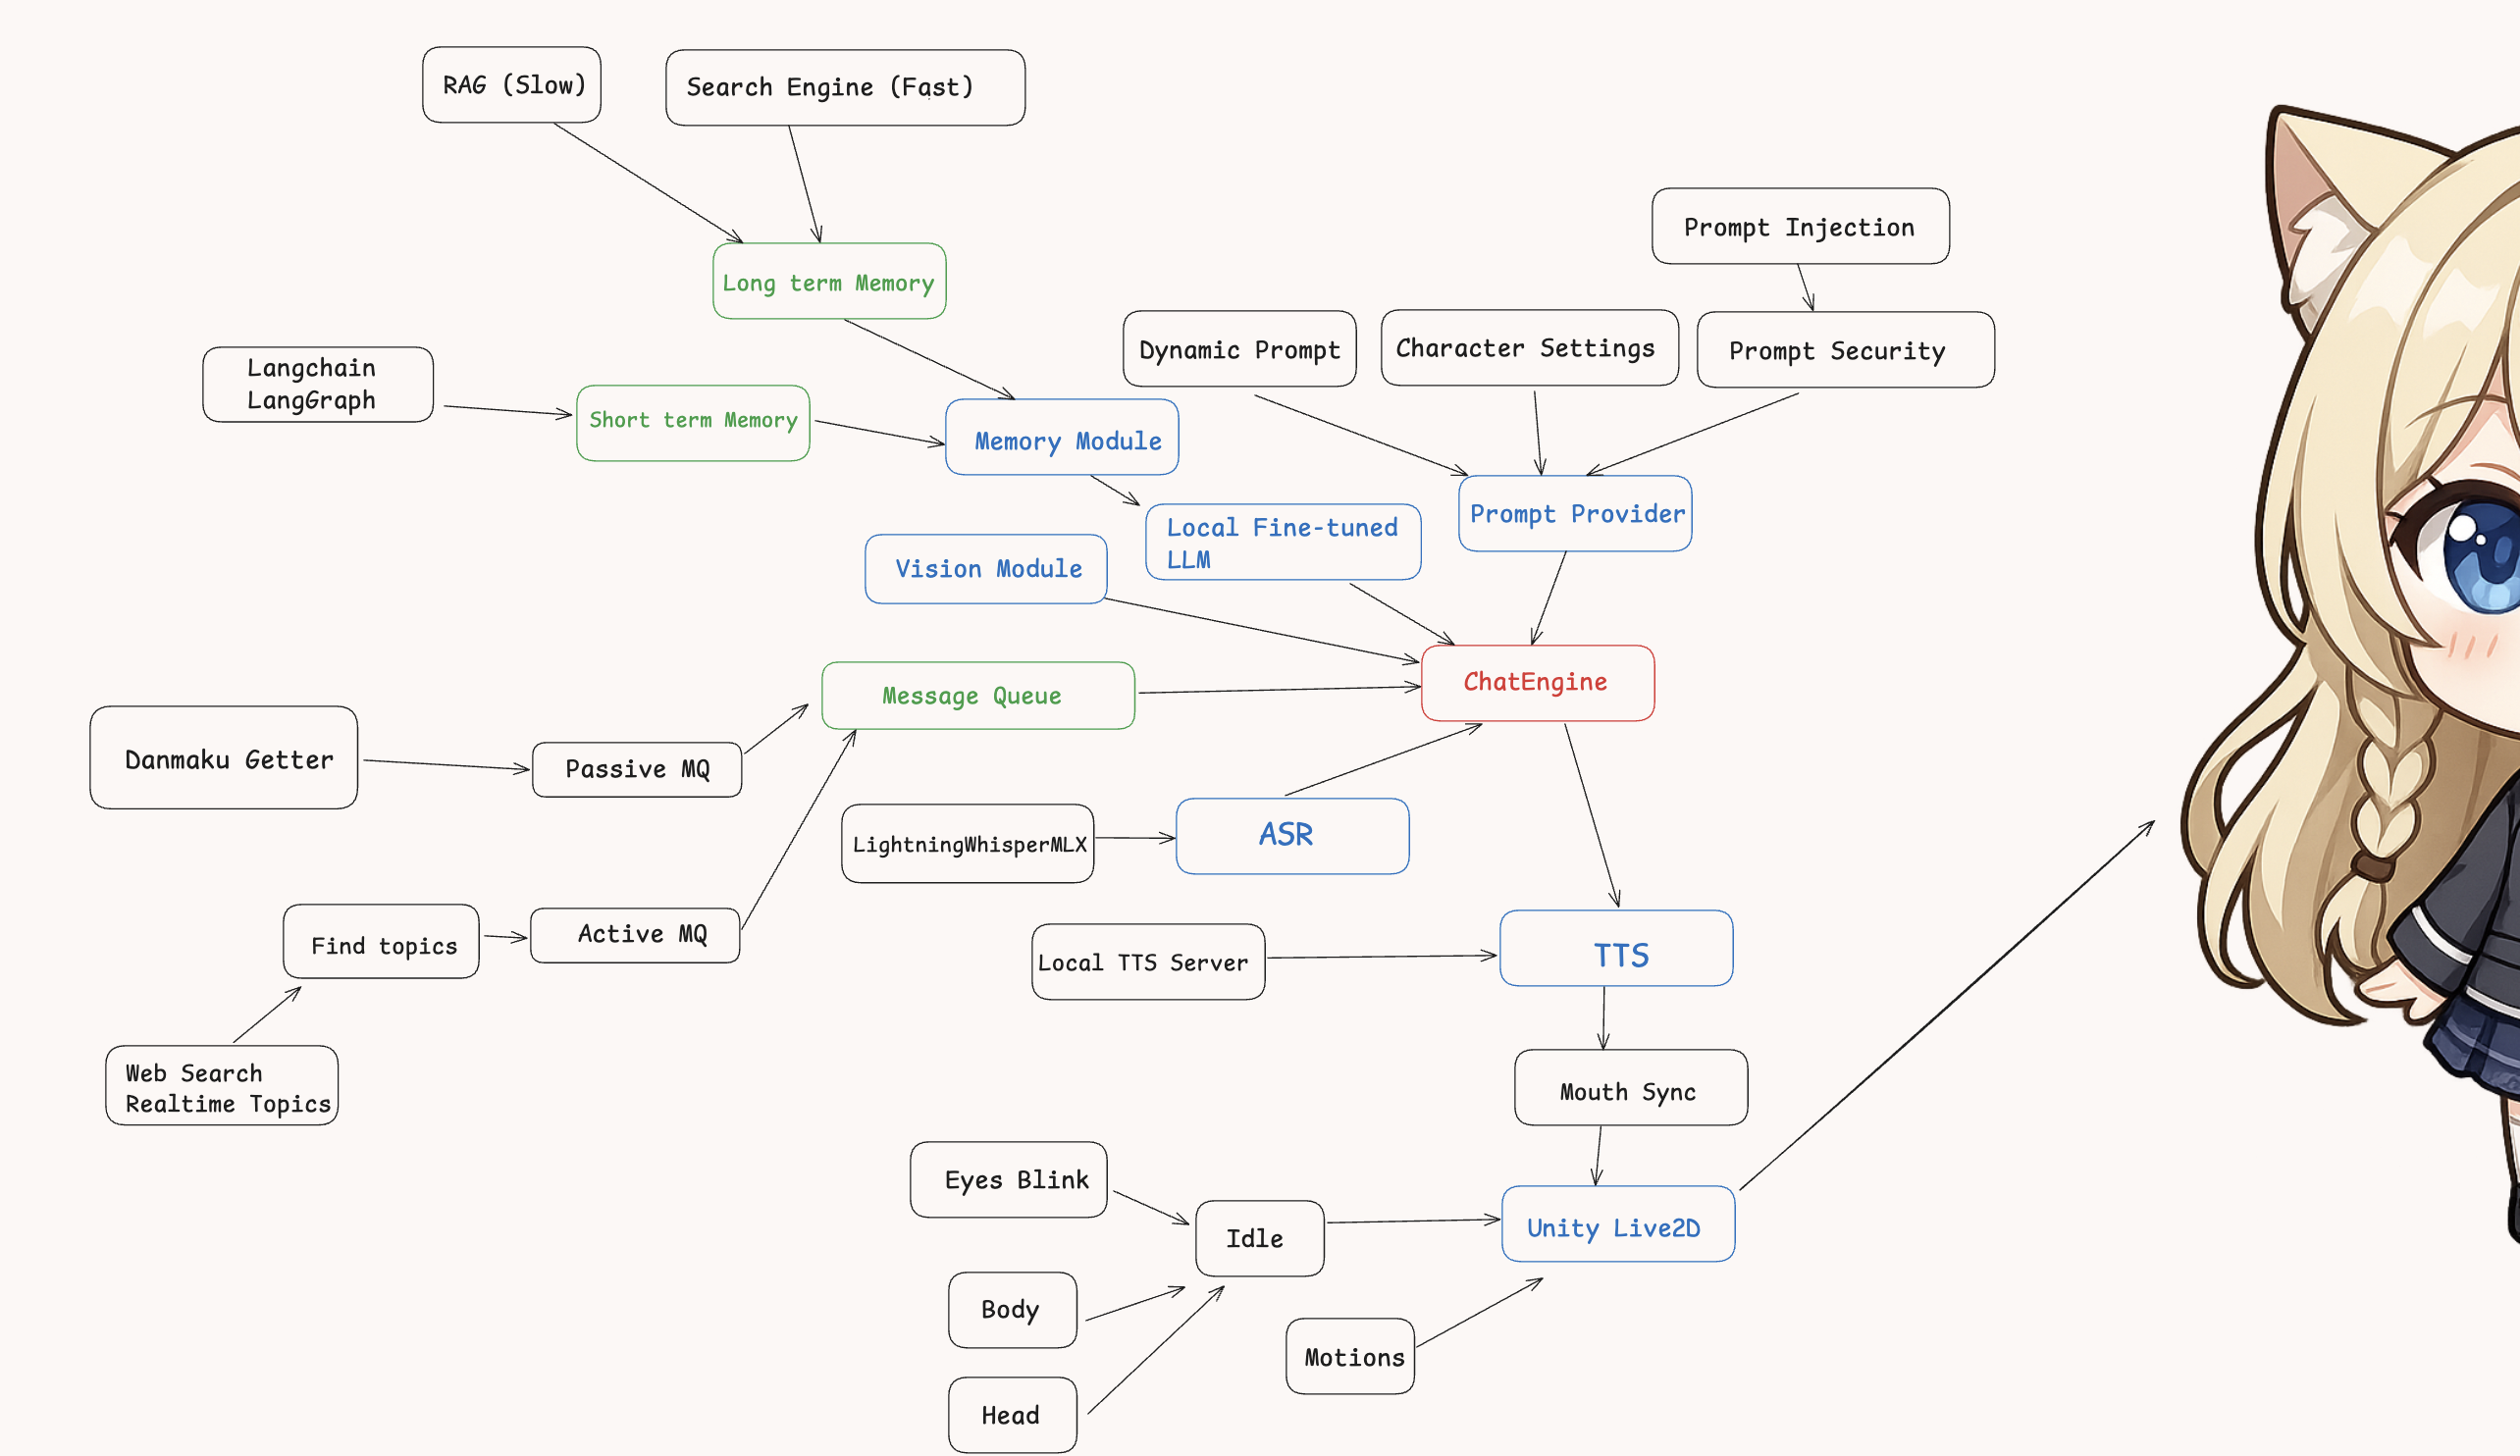 RAG (Slow)
Search Engine (Fast)
Prompt Injection
Long term Memory
Dynamic Prompt
Character Settings
Prompt Security
Langchain
LangGraph
Short term Memory
Memory Module
Prompt Provider
Local Fine-tuned
LLM
Vision Module
ChatEngine
Message Queue
Danmaku Getter
Passive MQ
LightningWhisperMLX
ASR
Find topics
Active MQ
Local TTS Server
TTS
Web Search
Realtime Topics
Mouth Sync
Eyes Blink
Idle
Unity Live2D
Body
Motions
Head